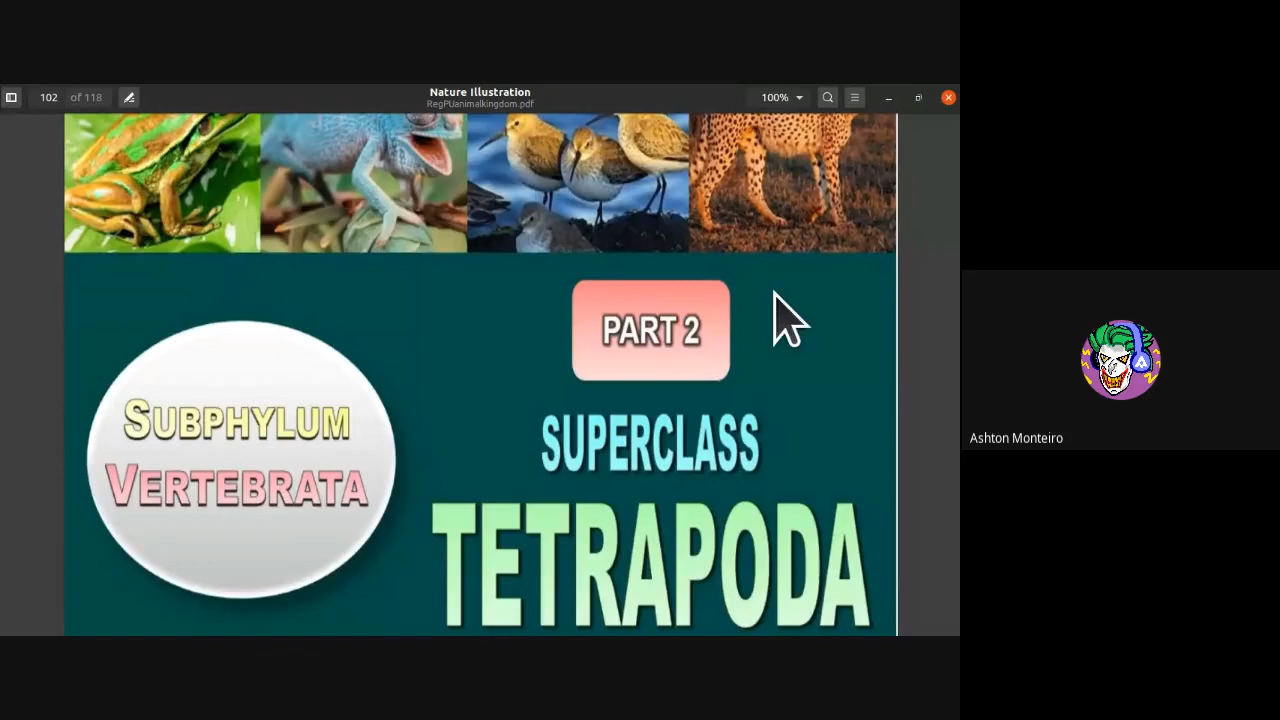 102 of 118
Nature Illustration
RegPUanimalkingdom.pdf
100%
PART 2
SUBPHYLUM
VERTEBRATA
SUPERCLASS
TETRAPODA
Ashton Monteiro